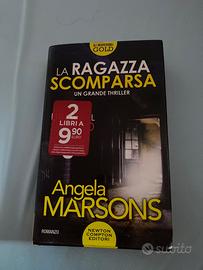 GOLD
LA RAGAZZA
SCOMPARSA
UN GRANDE THRILLER
2
LIBRI A
9,90
EURO
Angela
MARSONS
ROMANZO
NEWTON
COMPTON
EDITORI
subito